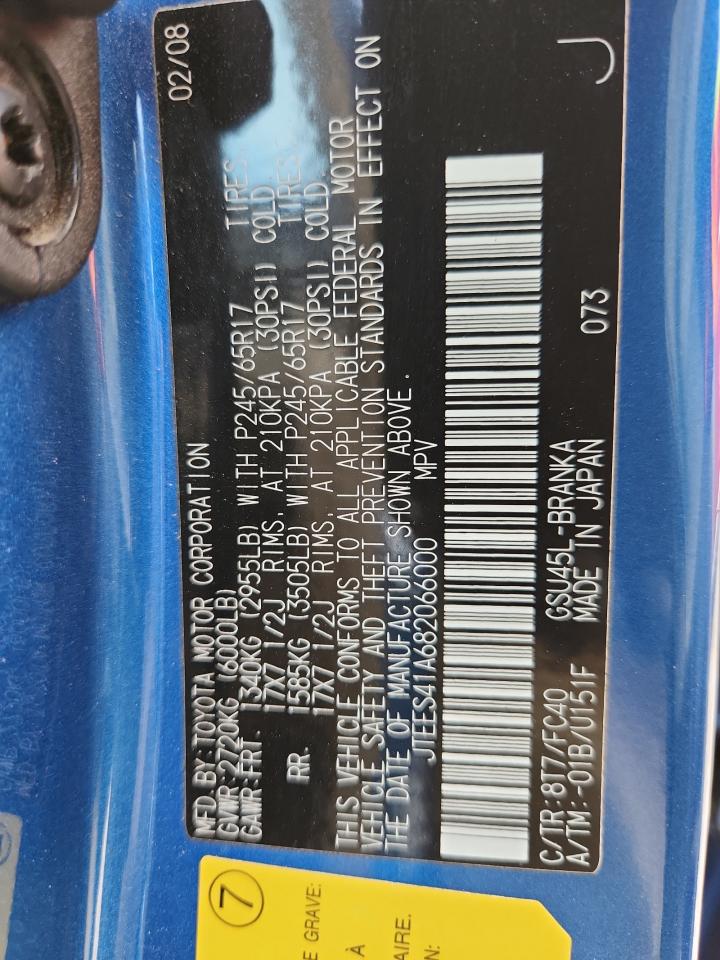 MFD.BY:TOYOTA MOTOR CORPORATION 02/08
GVWR:2720KG (6000LB)
GAWR:FRT. 1340KG (2955LB) WITH P245/65R17 TIRES,
17X7 1/2J RIMS, AT 210KPA (30PSI) COLD
RR. 1585KG (3505LB) WITH P245/65R17 TIRES,
17X7 1/2J RIMS, AT 210KPA (30PSI) COLD.
THIS VEHICLE CONFORMS TO ALL APPLICABLE FEDERAL MOTOR
VEHICLE SAFETY AND THEFT PREVENTION STANDARDS IN EFFECT ON
THE DATE OF MANUFACTURE SHOWN ABOVE.
JTEES41A682066000 MPV
C/TR:8T7/FC40 GSU45L-BRANKA 073 J
A/TM:-01B/U151F MADE IN JAPAN
7
E GRAVE:
À
AIRE.
N: